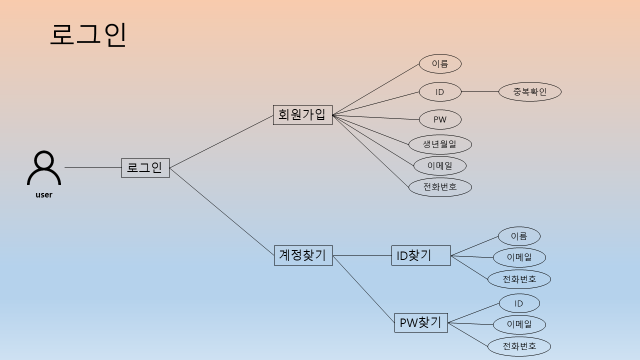 로그인
이름
ID
중복확인
회원가입
PW
생년월일
로그인
이메일
전화번호
user
이름
계정찾기
ID찾기
이메일
전화번호
ID
PW찾기
이메일
전화번호